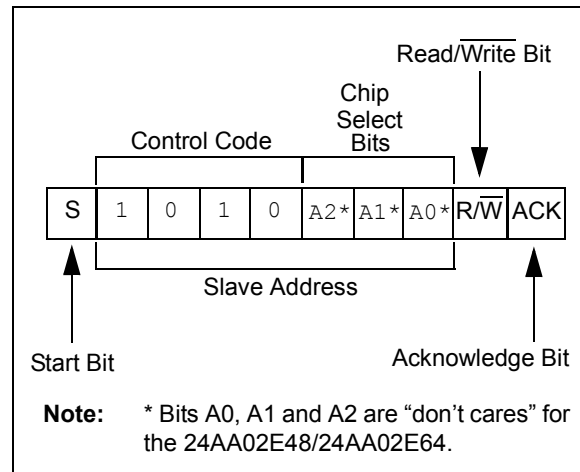 Read/Write Bit
Chip
Select
Bits
Control Code
S 1 0 1 0 A2* A1* A0* R/W ACK
Slave Address
Start Bit
Acknowledge Bit
Note: * Bits A0, A1 and A2 are “don’t cares” for
the 24AA02E48/24AA02E64.